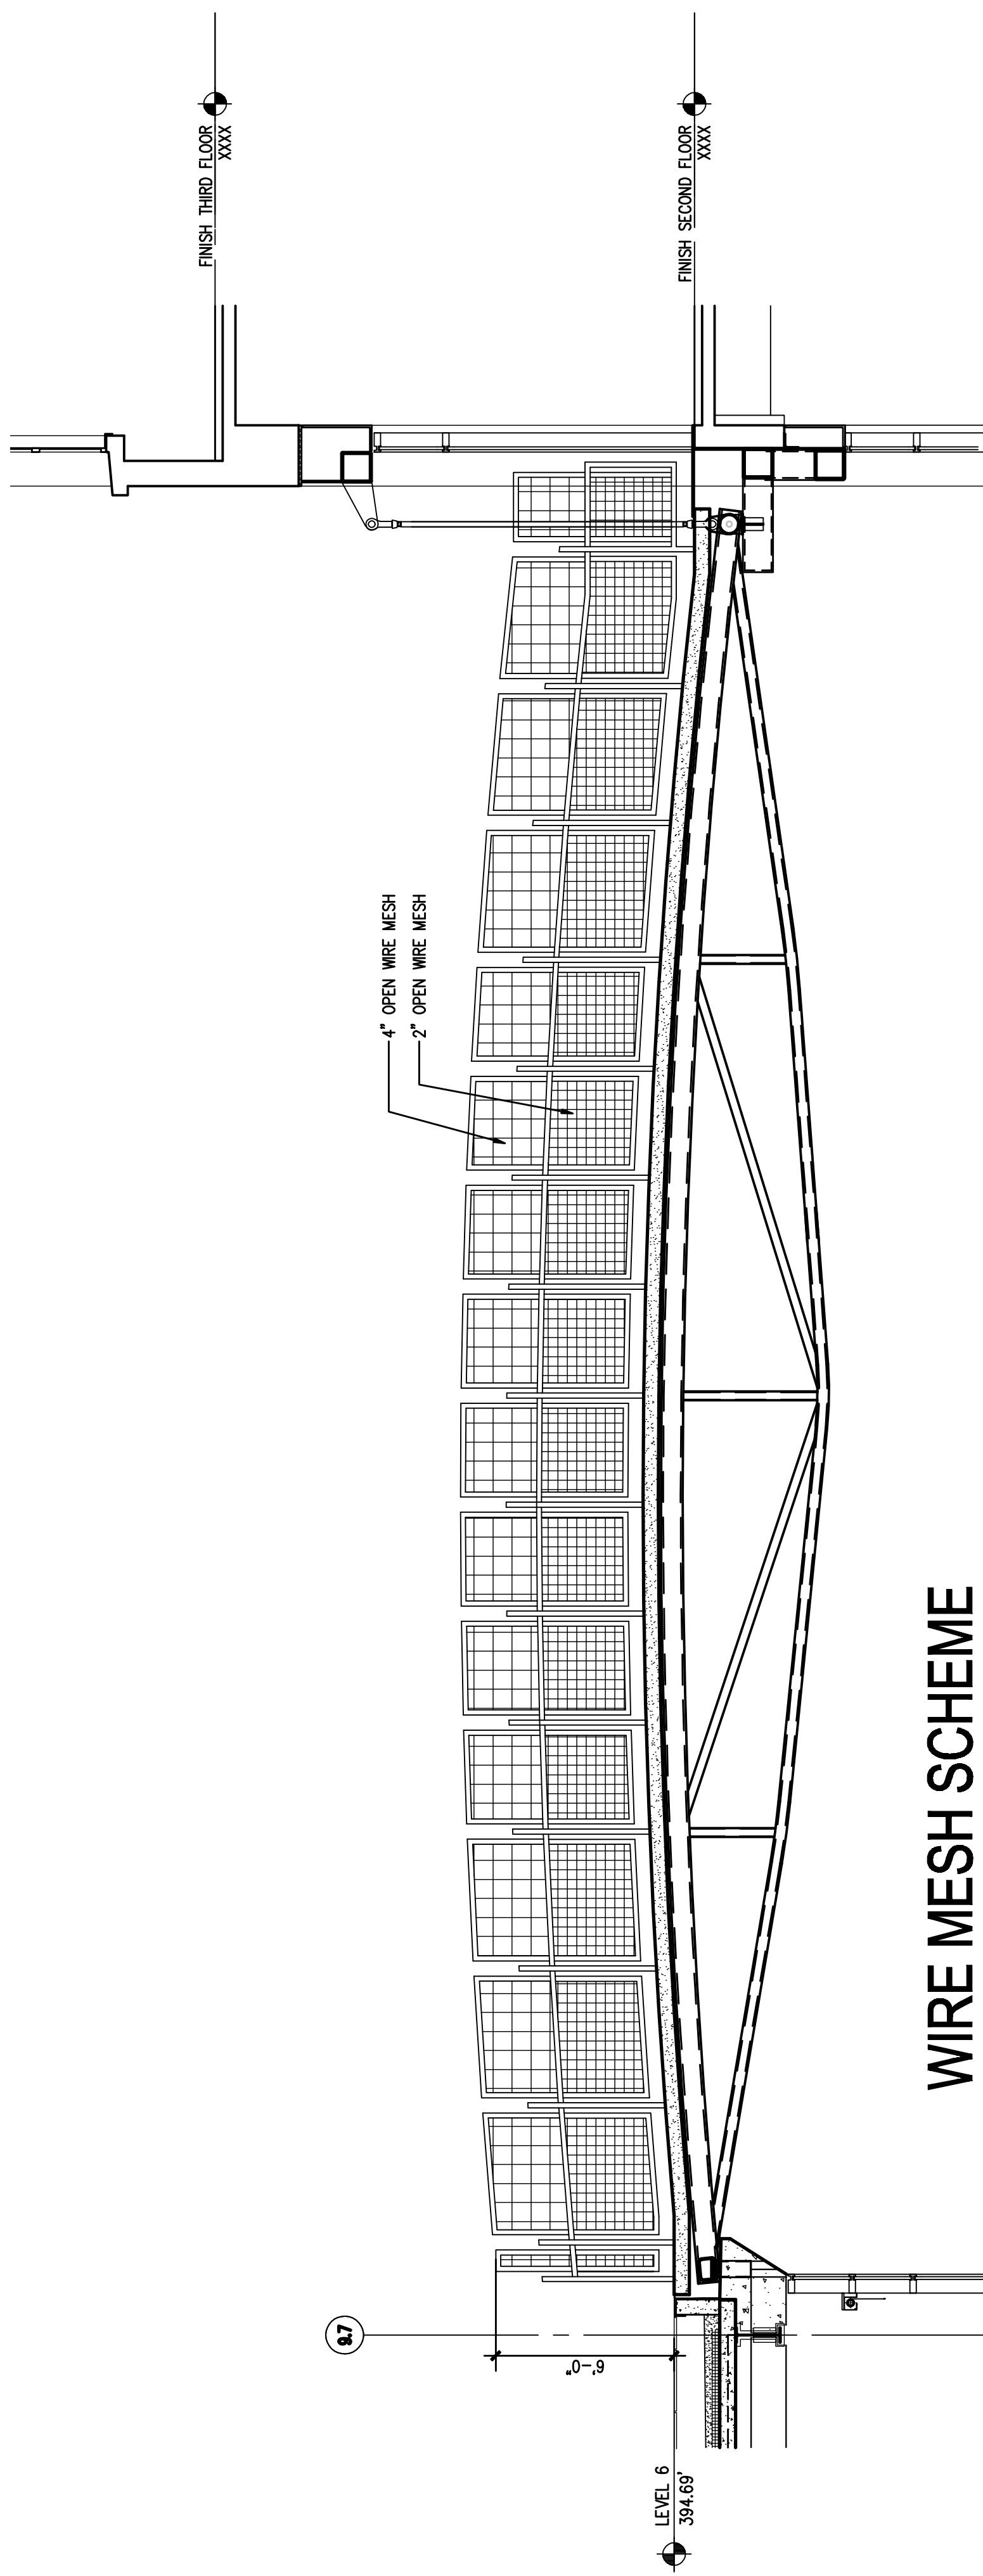 FINISH THIRD FLOOR
XXXX
FINISH SECOND FLOOR
XXXX
4" OPEN WIRE MESH
2" OPEN WIRE MESH
9.7
6'-0"
LEVEL 6
394.69'
WIRE MESH SCHEME